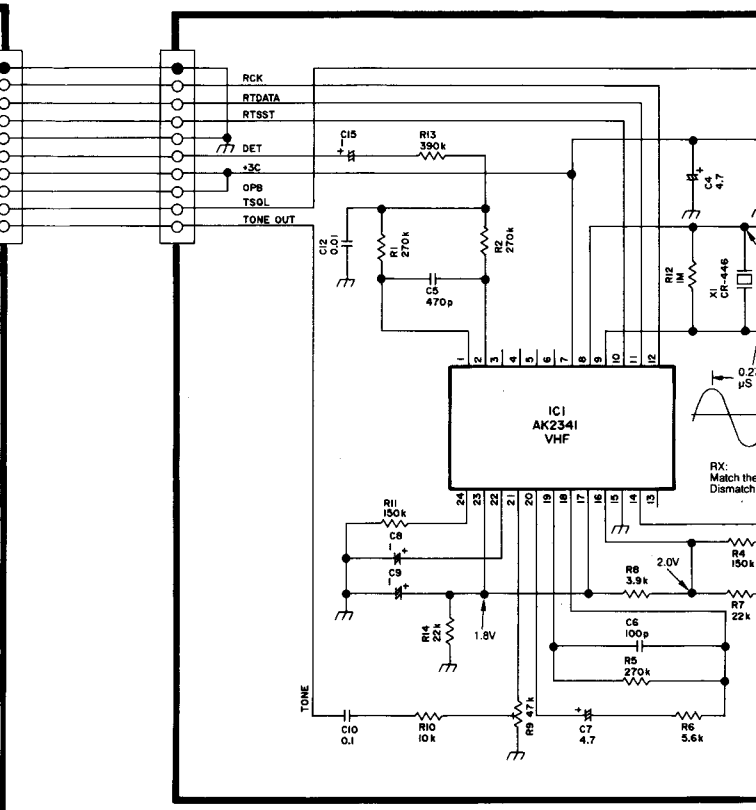 RCK
RTDATA
RTSST
DET
+3C
OPB
TSQL
TONE OUT
C15
1
+
R13
390k
C4
4.7
+
C12
0.01
R1
270k
R2
270k
C5
470p
R12
1M
X1
CR-446
1 2 3 4 5 6 7 8 9 10 11 12
IC1
AK2341
VHF
0.2
µS
RX:
Match the
Dismatch
24 23 22 21 20 19 18 17 16 15 14 13
R11
150k
C8
1 +
C9
1 +
R14
22k
1.8V
R8
3.9k
2.0V
R4
150k
R7
22k
C6
100p
R5
270k
TONE
C10
0.1
R10
10k
R9 47k
+
C7
4.7
R6
5.6k